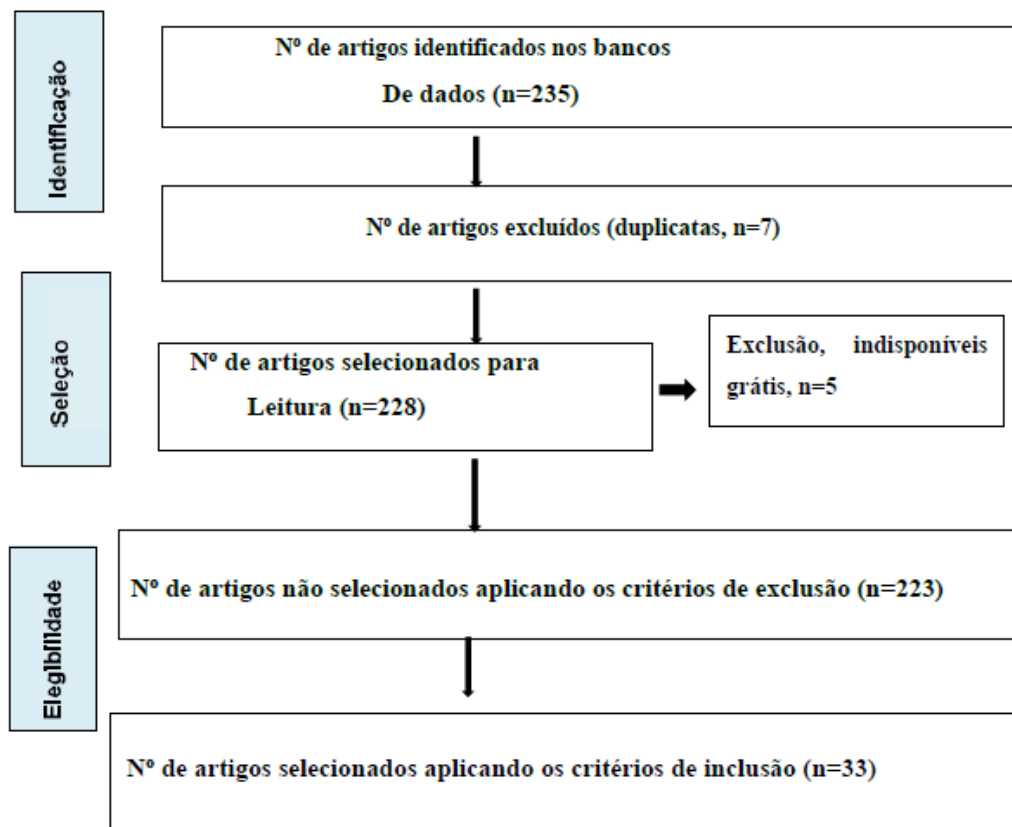 Identificação
Nº de artigos identificados nos bancos
De dados (n=235)
Nº de artigos excluídos (duplicatas, n=7)
Seleção
Nº de artigos selecionados para
Leitura (n=228)
Exclusão, indisponíveis
grátis, n=5
Elegibilidade
Nº de artigos não selecionados aplicando os critérios de exclusão (n=223)
Nº de artigos selecionados aplicando os critérios de inclusão (n=33)